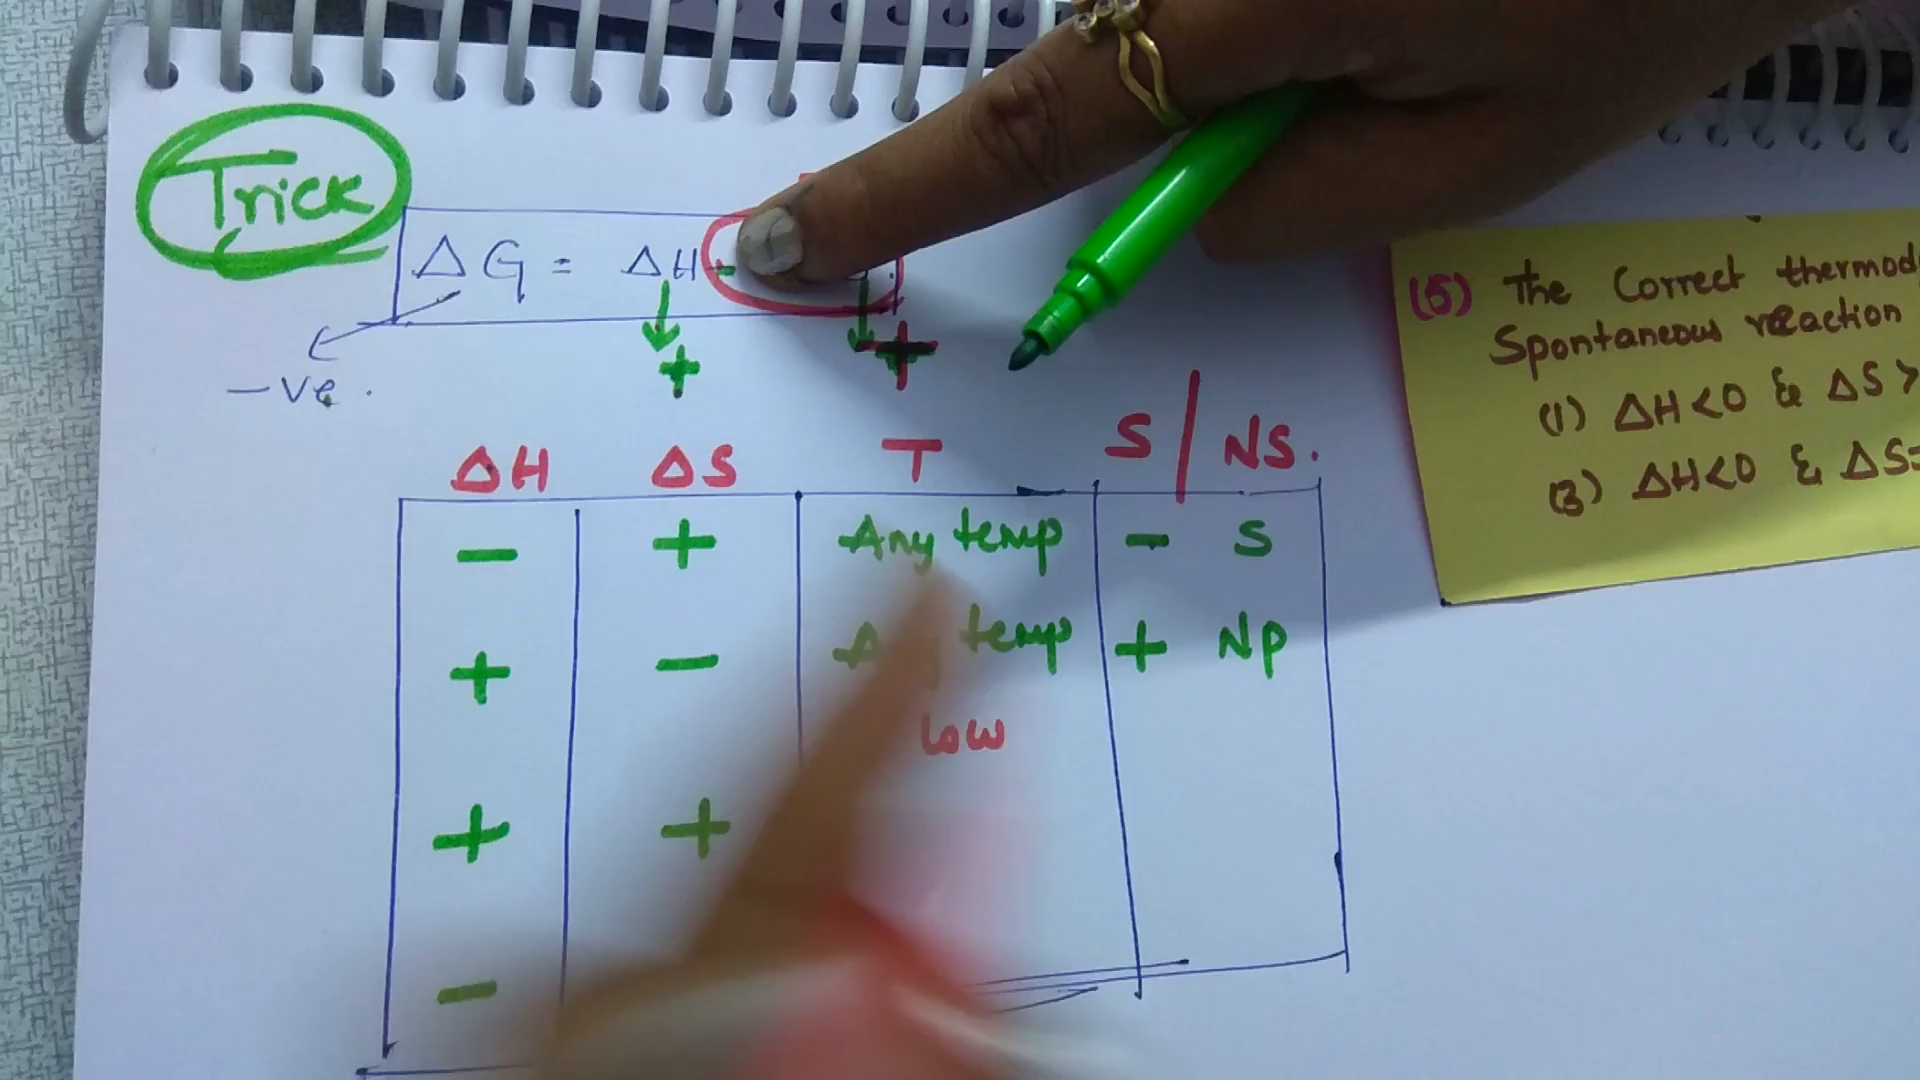 Trick
ΔG = ΔH -
-ve.
+ +
ΔH ΔS T S / NS.
- + Any temp - S
+ - Any temp + NP
low
+ +
-
(5) The Correct
Spontaneous reaction
(1) ΔH<0 & ΔS >
(3) ΔH<0 & ΔS=